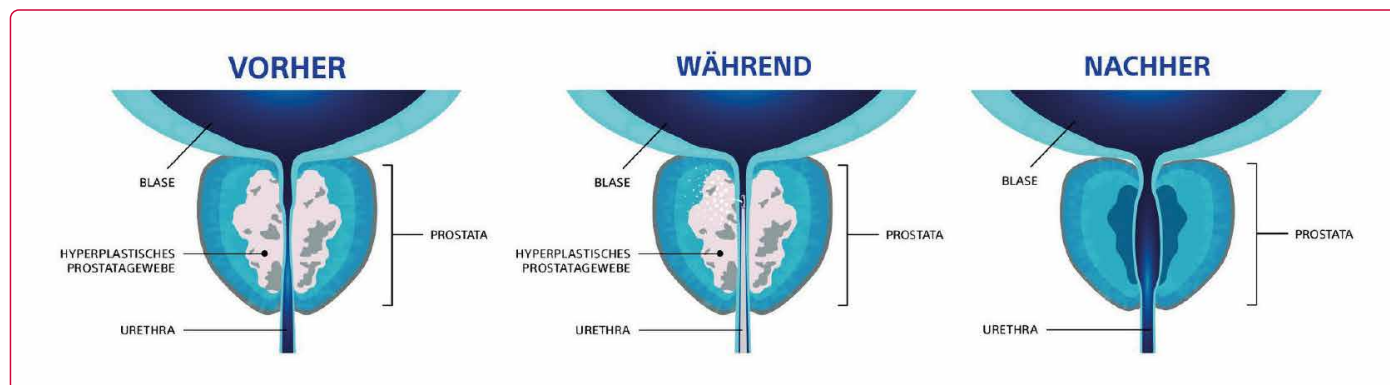 VORHER
BLASE
HYPERPLASTISCHES
PROSTATAGEWEBE
URETHRA
PROSTATA
WÄHREND
BLASE
HYPERPLASTISCHES
PROSTATAGEWEBE
URETHRA
PROSTATA
NACHHER
BLASE
URETHRA
PROSTATA